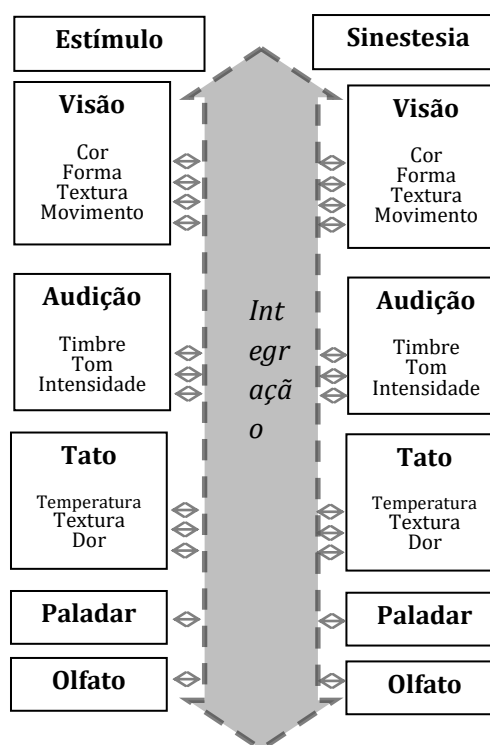 Estímulo
Visão
Cor
Forma
Textura
Movimento
Audição
Timbre
Tom
Intensidade
Tato
Temperatura
Textura
Dor
Paladar
Olfato
Int
egr
açã
o
Sinestesia
Visão
Cor
Forma
Textura
Movimento
Audição
Timbre
Tom
Intensidade
Tato
Temperatura
Textura
Dor
Paladar
Olfato